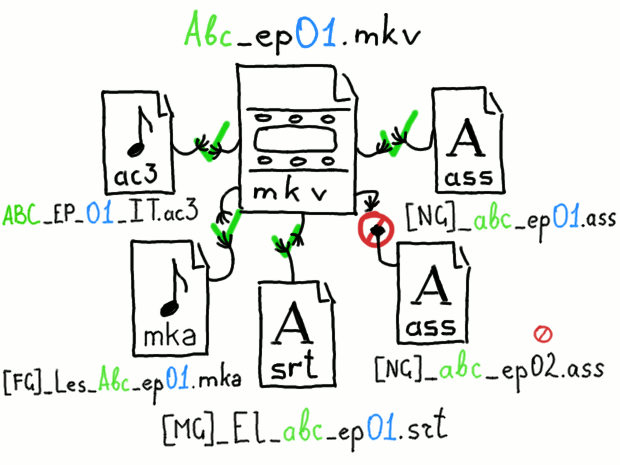 Abc_ep01.mkv
ac3
mkv
ass
ABC_EP_01_IT.ac3
[NG]_abc_ep01.ass
mka
srt
ass
[FG]_Les_Abc_ep01.mka
[NG]_abc_ep02.ass
[MG]_El_abc_ep01.srt